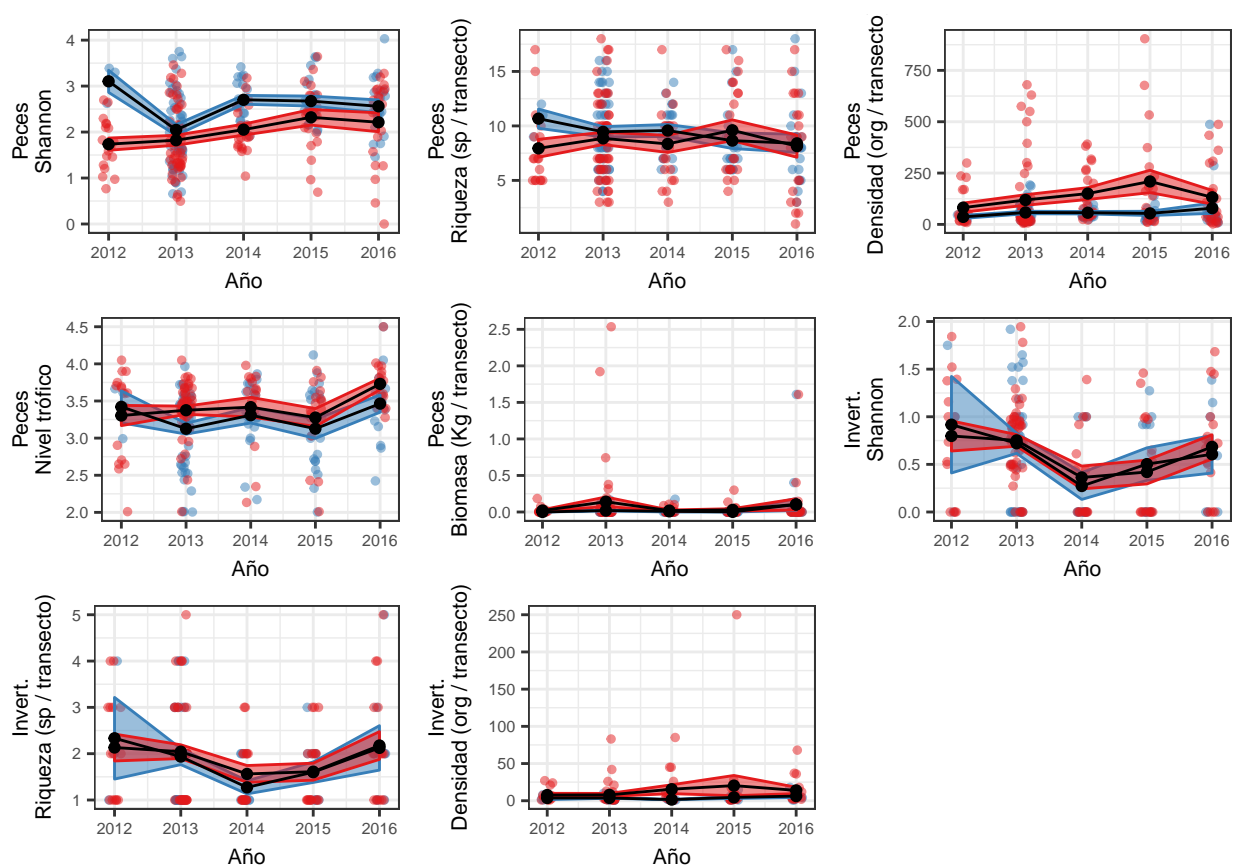 Peces
Shannon
4
3
2
1
0
2012 2013 2014 2015 2016
Año
Peces
Riqueza (sp / transecto)
15
10
5
2012 2013 2014 2015 2016
Año
Peces
Densidad (org / transecto)
750
500
250
0
2012 2013 2014 2015 2016
Año
Peces
Nivel trófico
4.5
4.0
3.5
3.0
2.5
2.0
2012 2013 2014 2015 2016
Año
Peces
Biomasa (Kg / transecto)
2.5
2.0
1.5
1.0
0.5
0.0
2012 2013 2014 2015 2016
Año
Invert.
Shannon
2.0
1.5
1.0
0.5
0.0
2012 2013 2014 2015 2016
Año
Invert.
Riqueza (sp / transecto)
5
4
3
2
1
2012 2013 2014 2015 2016
Año
Invert.
Densidad (org / transecto)
250
200
150
100
50
0
2012 2013 2014 2015 2016
Año